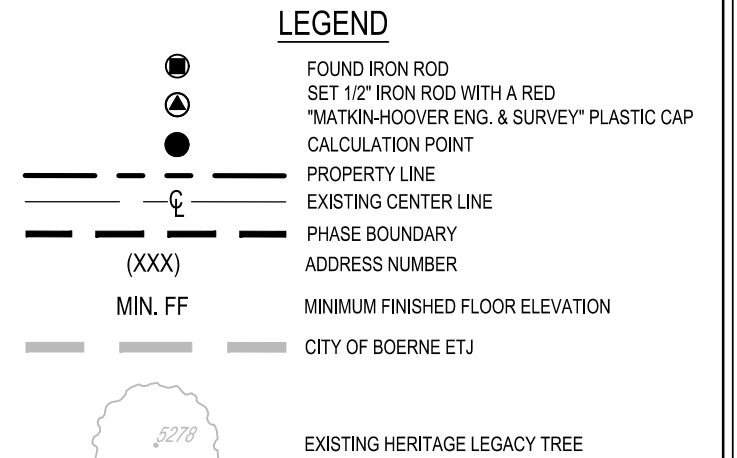 LEGEND
FOUND IRON ROD
SET 1/2" IRON ROD WITH A RED
"MATKIN-HOOVER ENG. & SURVEY" PLASTIC CAP
CALCULATION POINT
PROPERTY LINE
℄ EXISTING CENTER LINE
PHASE BOUNDARY
(XXX) ADDRESS NUMBER
MIN. FF MINIMUM FINISHED FLOOR ELEVATION
CITY OF BOERNE ETJ
5278 EXISTING HERITAGE LEGACY TREE